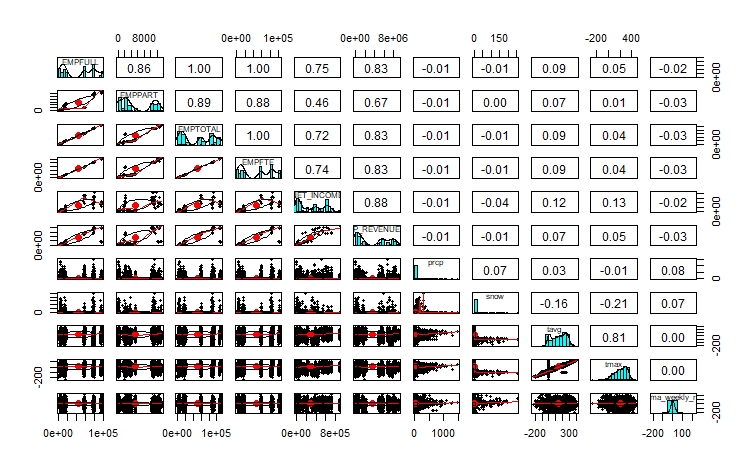 0 8000 0e+00 1e+05 0e+00 8e+06 0 150 -200 400
EMPFULL 0.86 1.00 1.00 0.75 0.83 -0.01 -0.01 0.09 0.05 -0.02 0e+00
0 EMPPART 0.89 0.88 0.46 0.67 -0.01 0.00 0.07 0.01 -0.03
EMPTOTAL 1.00 0.72 0.83 -0.01 -0.01 0.09 0.04 -0.03 0e+00
0e+00 EMPFTE 0.74 0.83 -0.01 -0.01 0.09 0.04 -0.03
ET_INCOME 0.88 -0.01 -0.04 0.12 0.13 -0.02 0e+00
0e+00 P_REVENUE -0.01 -0.01 0.07 0.05 -0.03
prcp 0.07 0.03 -0.01 0.08 0
0 snow -0.16 -0.21 0.07
tavg 0.81 0.00 -200
-200 tmax 0.00
ma_weekly_r -200
0e+00 1e+05 0e+00 1e+05 0e+00 8e+05 0 1000 -200 300 -200 100